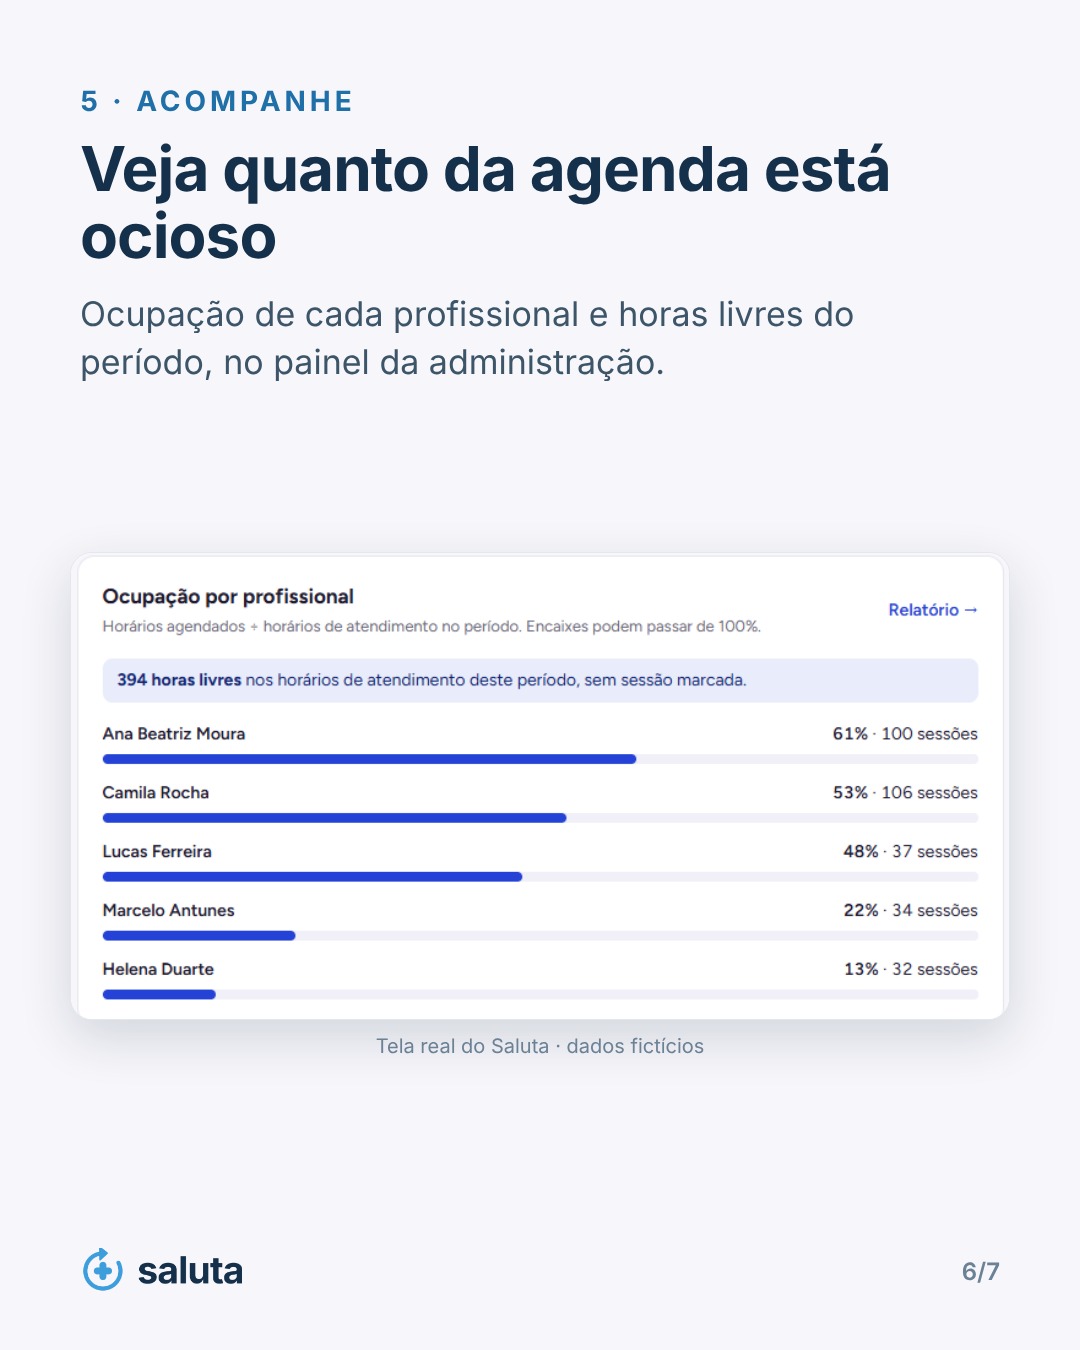 5 · ACOMPANHE
Veja quanto da agenda está
ocioso
Ocupação de cada profissional e horas livres do
período, no painel da administração.
Ocupação por profissional
Relatório →
Horários agendados ÷ horários de atendimento no período. Encaixes podem passar de 100%.
394 horas livres nos horários de atendimento deste período, sem sessão marcada.
Ana Beatriz Moura 61% · 100 sessões
Camila Rocha 53% · 106 sessões
Lucas Ferreira 48% · 37 sessões
Marcelo Antunes 22% · 34 sessões
Helena Duarte 13% · 32 sessões
Tela real do Saluta · dados fictícios
saluta 6/7